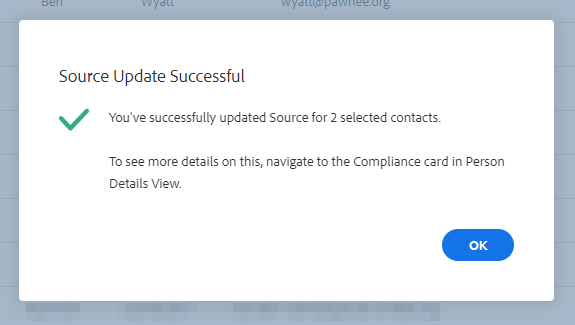 Ben Wyatt wyatt@pawnee.org
Source Update Successful
You've successfully updated Source for 2 selected contacts.
To see more details on this, navigate to the Compliance card in Person
Details View.
OK